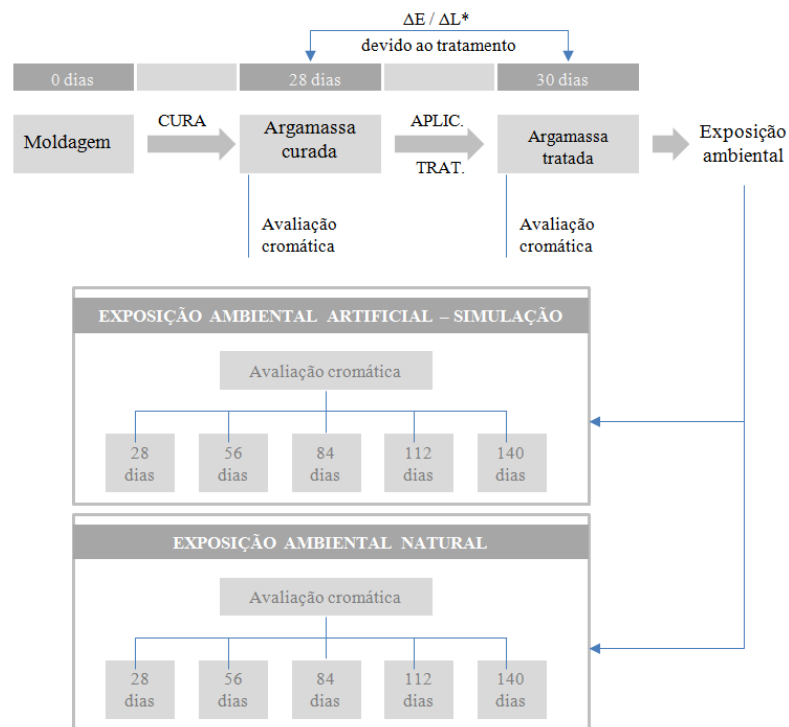 ΔE / ΔL*
devido ao tratamento
0 dias
28 dias
30 dias
Moldagem
CURA
Argamassa
curada
APLIC.
TRAT.
Argamassa
tratada
Exposição
ambiental
Avaliação
cromática
Avaliação
cromática
EXPOSIÇÃO AMBIENTAL ARTIFICIAL – SIMULAÇÃO
Avaliação cromática
28
dias
56
dias
84
dias
112
dias
140
dias
EXPOSIÇÃO AMBIENTAL NATURAL
Avaliação cromática
28
dias
56
dias
84
dias
112
dias
140
dias